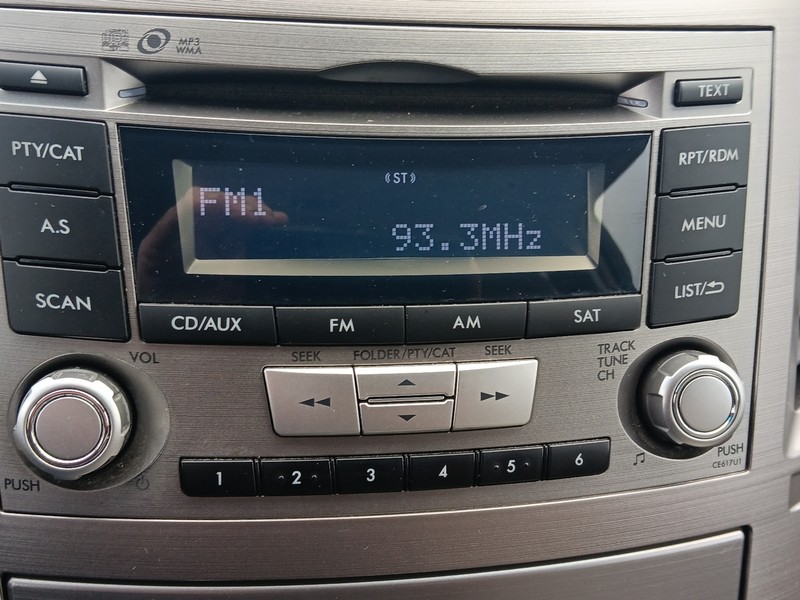 MP3
WMA
TEXT
PTY/CAT
RPT/RDM
(ST)
FM1
A.S
MENU
93.3MHz
SCAN
LIST/
CD/AUX
FM
AM
SAT
VOL
SEEK
FOLDER/PTY/CAT
SEEK
TRACK
TUNE
CH
PUSH
1
2
3
4
5
6
PUSH
CE617U1